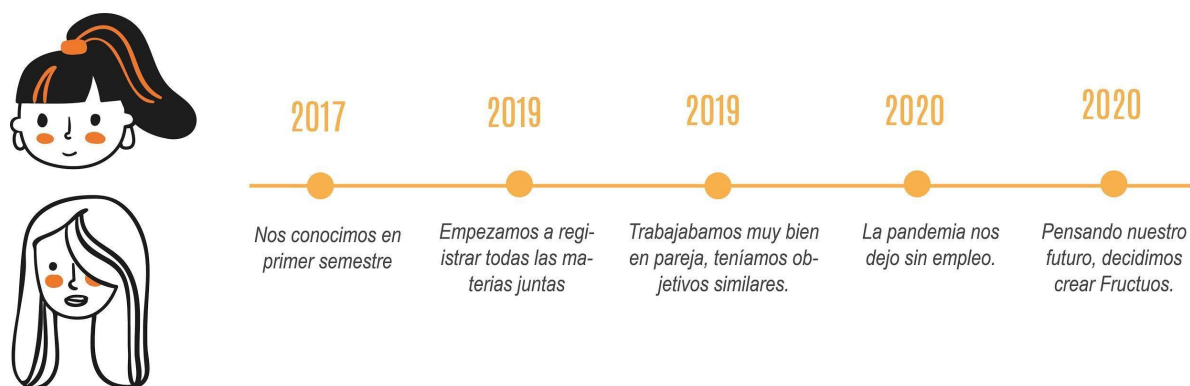 2017
Nos conocimos en
primer semestre
2019
Empezamos a regi-
istrar todas las ma-
terias juntas
2019
Trabajabamos muy bien
en pareja, teníamos ob-
jetivos similares.
2020
La pandemia nos
dejo sin empleo.
2020
Pensando nuestro
futuro, decidimos
crear Fructuos.